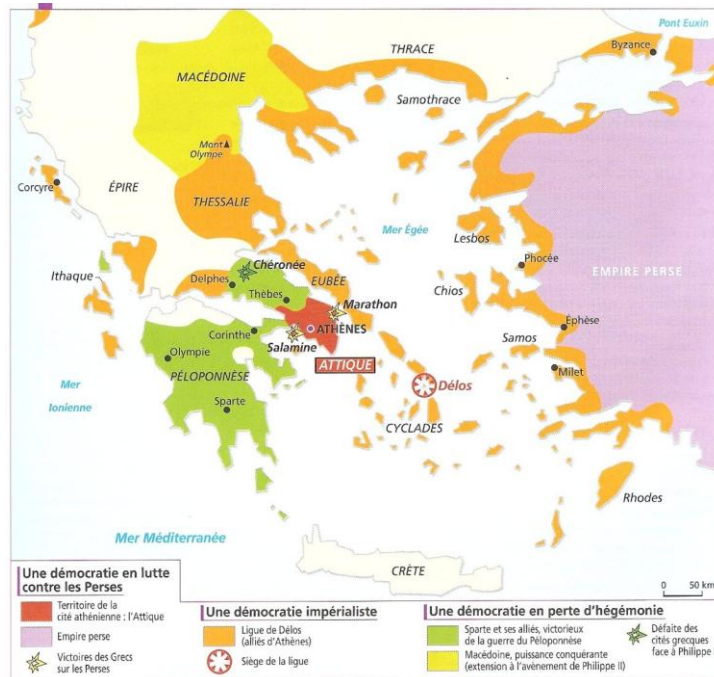 Pont Euxin
THRACE
Byzance
MACÉDOINE
Samothrace
Mont
Olympe
Corcyre
ÉPIRE
THESSALIE
Mer Égée
Lesbos
Phocée
EMPIRE PERSE
Ithaque
Chéronée
Delphes
EUBÉE
Chios
Thèbes
Marathon
Éphèse
Corinthe
ATHÈNES
Samos
Salamine
Olympie
ATTIQUE
Mer
Ionienne
PÉLOPONNÈSE
Délos
Milet
Sparte
CYCLADES
Rhodes
Mer Méditerranée
CRÈTE
0 50 km
Une démocratie en lutte
contre les Perses
Territoire de la
cité athénienne : l'Attique
Empire perse
Victoires des Grecs
sur les Perses
Une démocratie impérialiste
Ligue de Délos
(alliés d'Athènes)
Siège de la ligue
Une démocratie en perte d'hégémonie
Sparte et ses alliés, victorieux
de la guerre du Péloponnèse
Macédoine, puissance conquérante
(extension à l'avènement de Philippe II)
Défaite des
cités grecques
face à Philippe